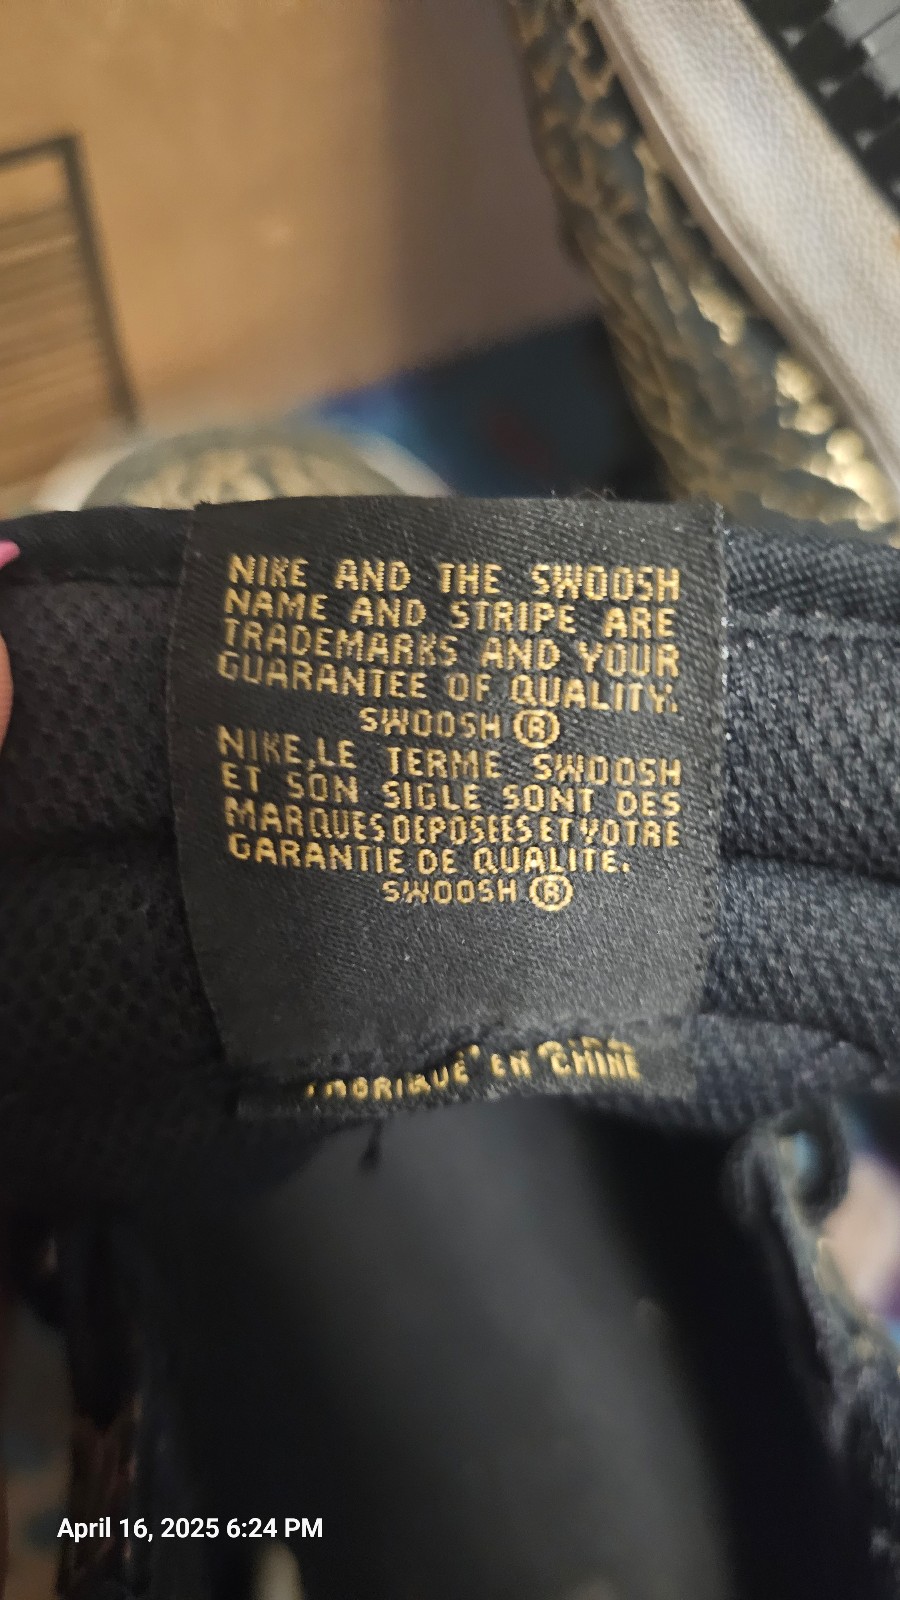 NIKE AND THE SWOOSH
NAME AND STRIPE ARE
TRADEMARKS AND YOUR
GUARANTEE OF QUALITY.
SWOOSH ®
NIKE,LE TERME SWOOSH
ET SON SIGLE SONT DES
MARQUES DEPOSEES ET VOTRE
GARANTIE DE QUALITE.
SWOOSH ®
EN CHINE
April 16, 2025 6:24 PM